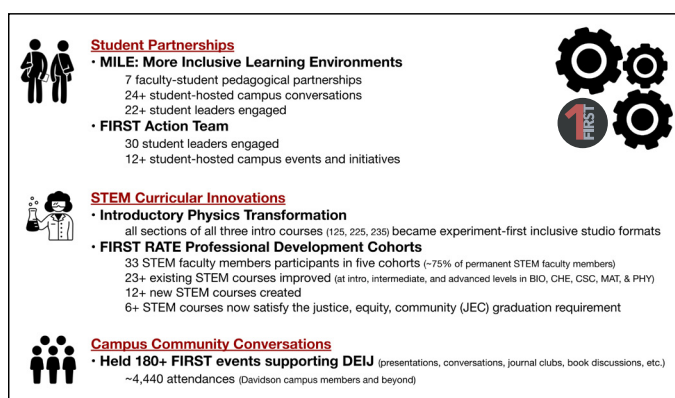 Student Partnerships
• MILE: More Inclusive Learning Environments
7 faculty-student pedagogical partnerships
24+ student-hosted campus conversations
22+ student leaders engaged
• FIRST Action Team
30 student leaders engaged
12+ student-hosted campus events and initiatives
1 FIRST
STEM Curricular Innovations
• Introductory Physics Transformation
all sections of all three intro courses (125, 225, 235) became experiment-first inclusive studio formats
• FIRST RATE Professional Development Cohorts
33 STEM faculty members participants in five cohorts (~75% of permanent STEM faculty members)
23+ existing STEM courses improved (at intro, intermediate, and advanced levels in BIO, CHE, CSC, MAT, & PHY)
12+ new STEM courses created
6+ STEM courses now satisfy the justice, equity, community (JEC) graduation requirement
Campus Community Conversations
• Held 180+ FIRST events supporting DEIJ (presentations, conversations, journal clubs, book discussions, etc.)
~4,440 attendances (Davidson campus members and beyond)